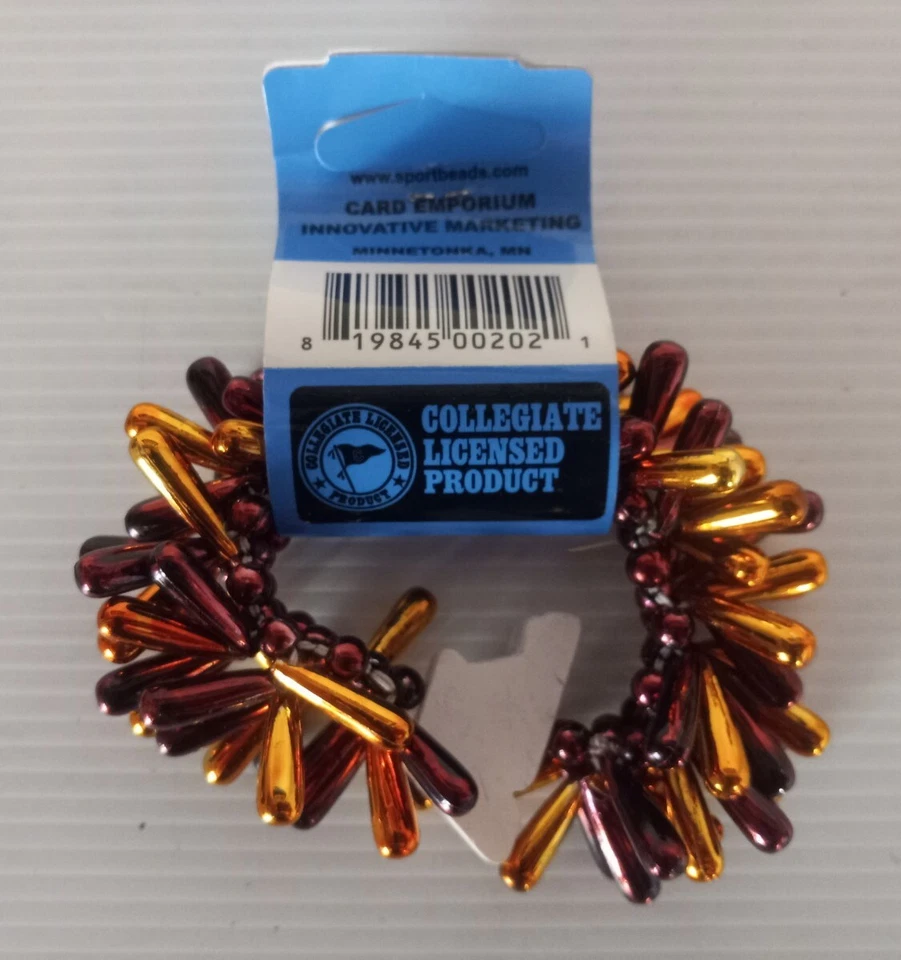 www.sportbeads.com
CARD EMPORIUM
INNOVATIVE MARKETING
MINNETONKA, MN
8 19845 00202 1
COLLEGIATE LICENSED
PRODUCT
COLLEGIATE
LICENSED
PRODUCT